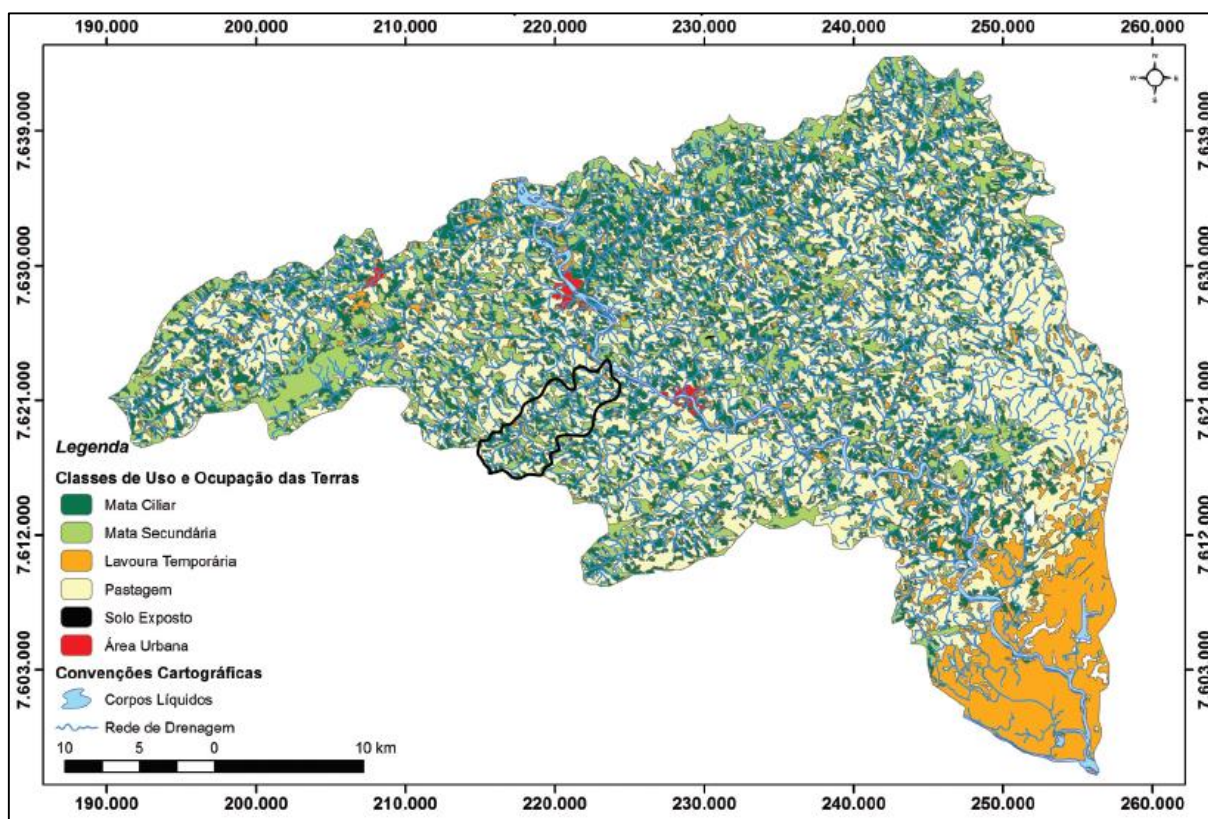 190.000 200.000 210.000 220.000 230.000 240.000 250.000 260.000
N
W E
S
7.639.000 7.639.000
7.630.000 7.630.000
7.621.000 7.621.000
7.612.000 7.612.000
7.603.000 7.603.000
Legenda
Classes de Uso e Ocupação das Terras
Mata Ciliar
Mata Secundária
Lavoura Temporária
Pastagem
Solo Exposto
Área Urbana
Convenções Cartográficas
Corpos Líquidos
Rede de Drenagem
10 5 0 10 km
190.000 200.000 210.000 220.000 230.000 240.000 250.000 260.000